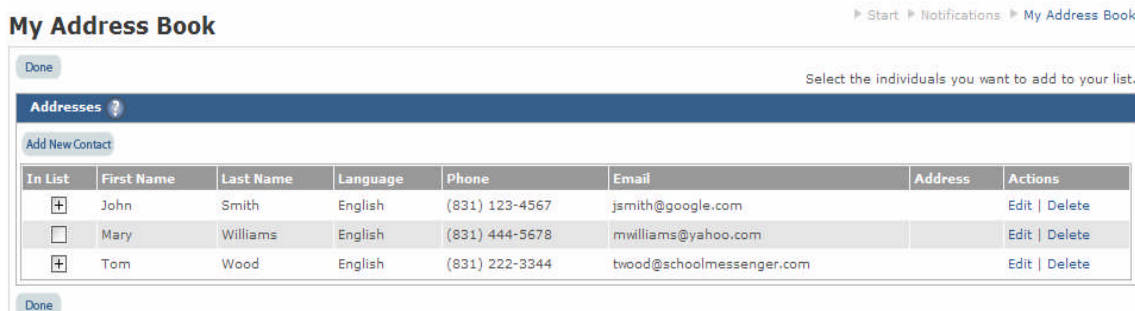 Start Notifications My Address Book
My Address Book
Done
Select the individuals you want to add to your list.
Addresses ?
Add New Contact
In List First Name Last Name Language Phone Email Address Actions
+ John Smith English (831) 123-4567 jsmith@google.com Edit | Delete
Mary Williams English (831) 444-5678 mwilliams@yahoo.com Edit | Delete
+ Tom Wood English (831) 222-3344 twood@schoolmessenger.com Edit | Delete
Done